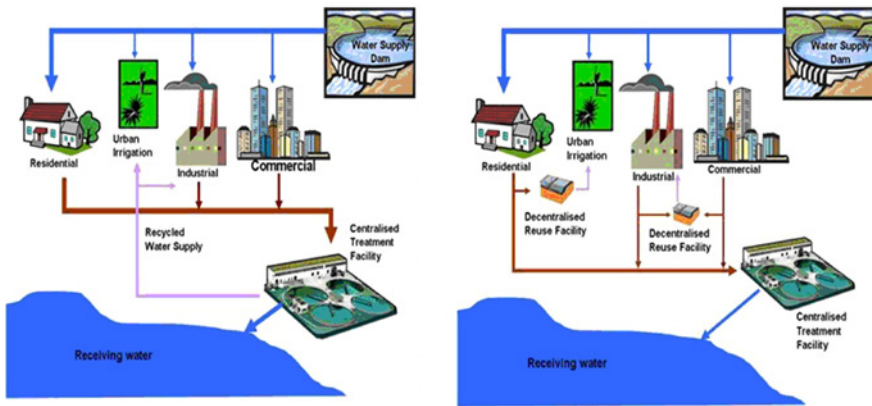 Water Supply
Dam
Residential
Urban
Irrigation
Industrial
Commercial
Recycled
Water Supply
Centralised
Treatment
Facility
Receiving water
Water Supply
Dam
Residential
Urban
Irrigation
Industrial
Commercial
Decentralised
Reuse Facility
Decentralised
Reuse Facility
Centralised
Treatment
Facility
Receiving water